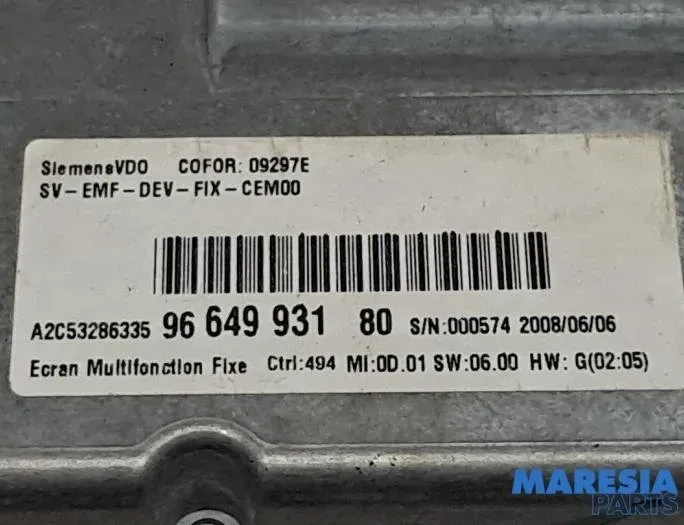 SiemensVDO COFOR: 09297E
SV-EMF-DEV-FIX-CEM00
A2C53286335 96 649 931 80 S/N:000574 2008/06/06
Ecran Multifonction Fixe Ctrl:494 MI:0D.01 SW:06.00 HW: G(02:05)
MARESIA
PARTS